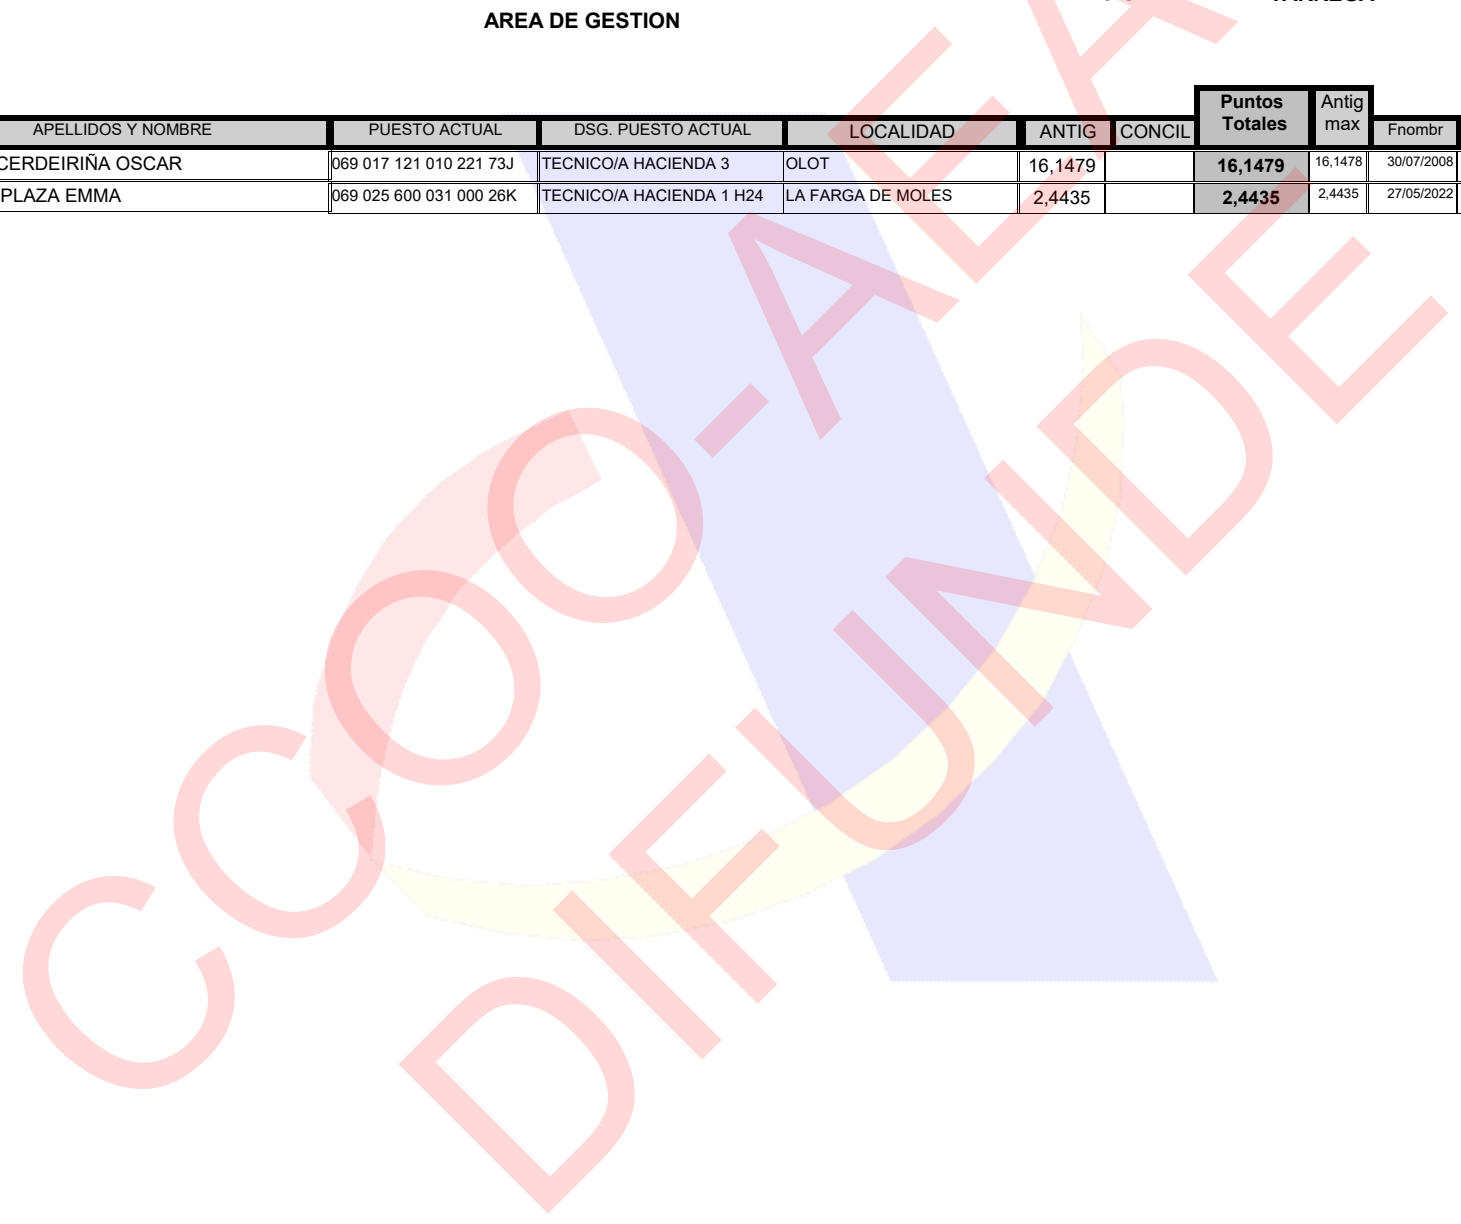 AREA DE GESTION
Puntos Totales Antig max
APELLIDOS Y NOMBRE PUESTO ACTUAL DSG. PUESTO ACTUAL LOCALIDAD ANTIG CONCIL Fnombr
CERDEIRIÑA OSCAR 069 017 121 010 221 73J TECNICO/A HACIENDA 3 OLOT 16,1479 16,1479 16,1478 30/07/2008
PLAZA EMMA 069 025 600 031 000 26K TECNICO/A HACIENDA 1 H24 LA FARGA DE MOLES 2,4435 2,4435 2,4435 27/05/2022
CCOO-AEA
DIFUNDE